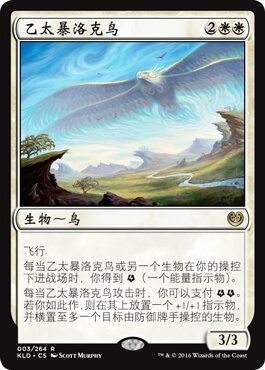 乙太暴洛克鸟 2
生物～鸟
飞行
每当乙太暴洛克鸟或另一个生物在你的操控
下进战场时，你得到（一个能量指示物）。
每当乙太暴洛克鸟攻击时，你可以支付。
若你如此作，则在其上放置一个+1/+1指示物，
并横置至多一个目标由防御牌手操控的生物。
3/3
003/264 R
KLD • CS SCOTT MURPHY
™ & © 2016 Wizards of the Coast